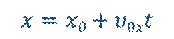 x = x₀ + v₀ₓt